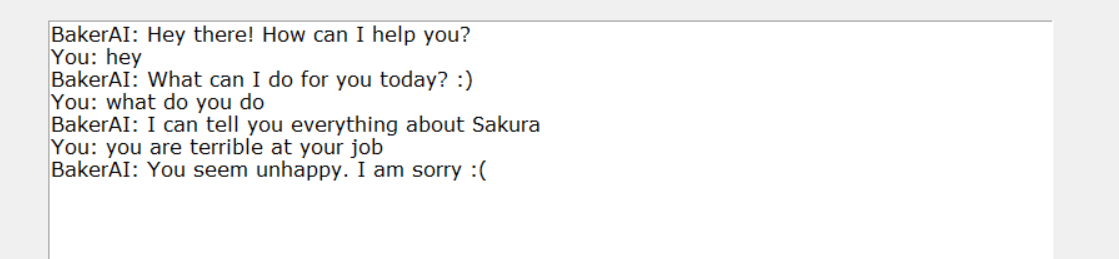 BakerAI: Hey there! How can I help you?
You: hey
BakerAI: What can I do for you today? :)
You: what do you do
BakerAI: I can tell you everything about Sakura
You: you are terrible at your job
BakerAI: You seem unhappy. I am sorry :(